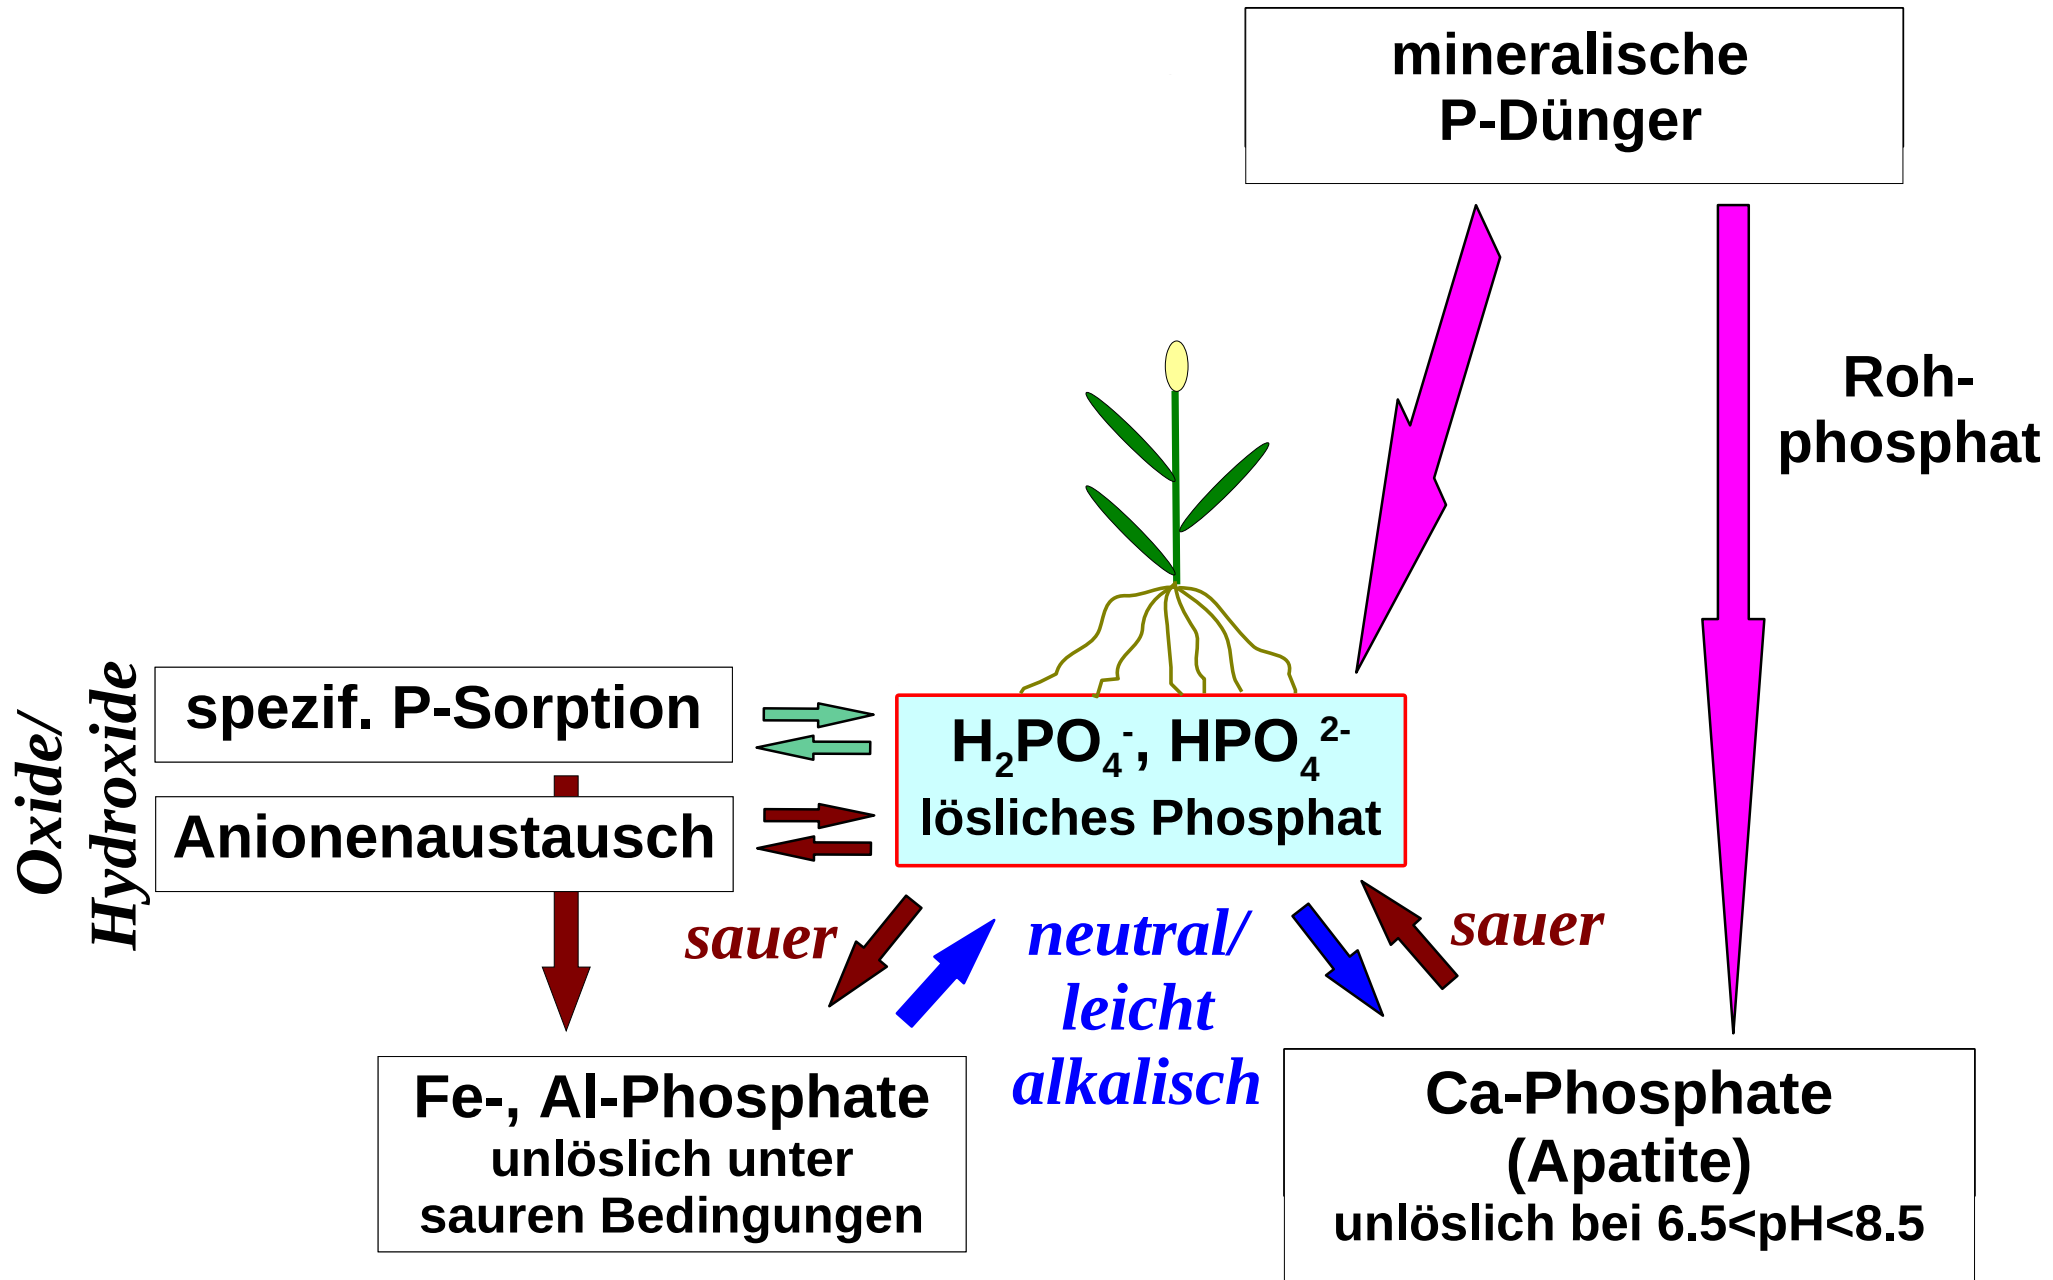 mineralische
P-Dünger
Roh-
phosphat
Oxide/
Hydroxide
spezif. P-Sorption
Anionenaustausch
H₂PO₄⁻, HPO₄²⁻
lösliches Phosphat
sauer
neutral/
leicht
alkalisch
sauer
Fe-, Al-Phosphate
unlöslich unter
sauren Bedingungen
Ca-Phosphate
(Apatite)
unlöslich bei 6.5<pH<8.5